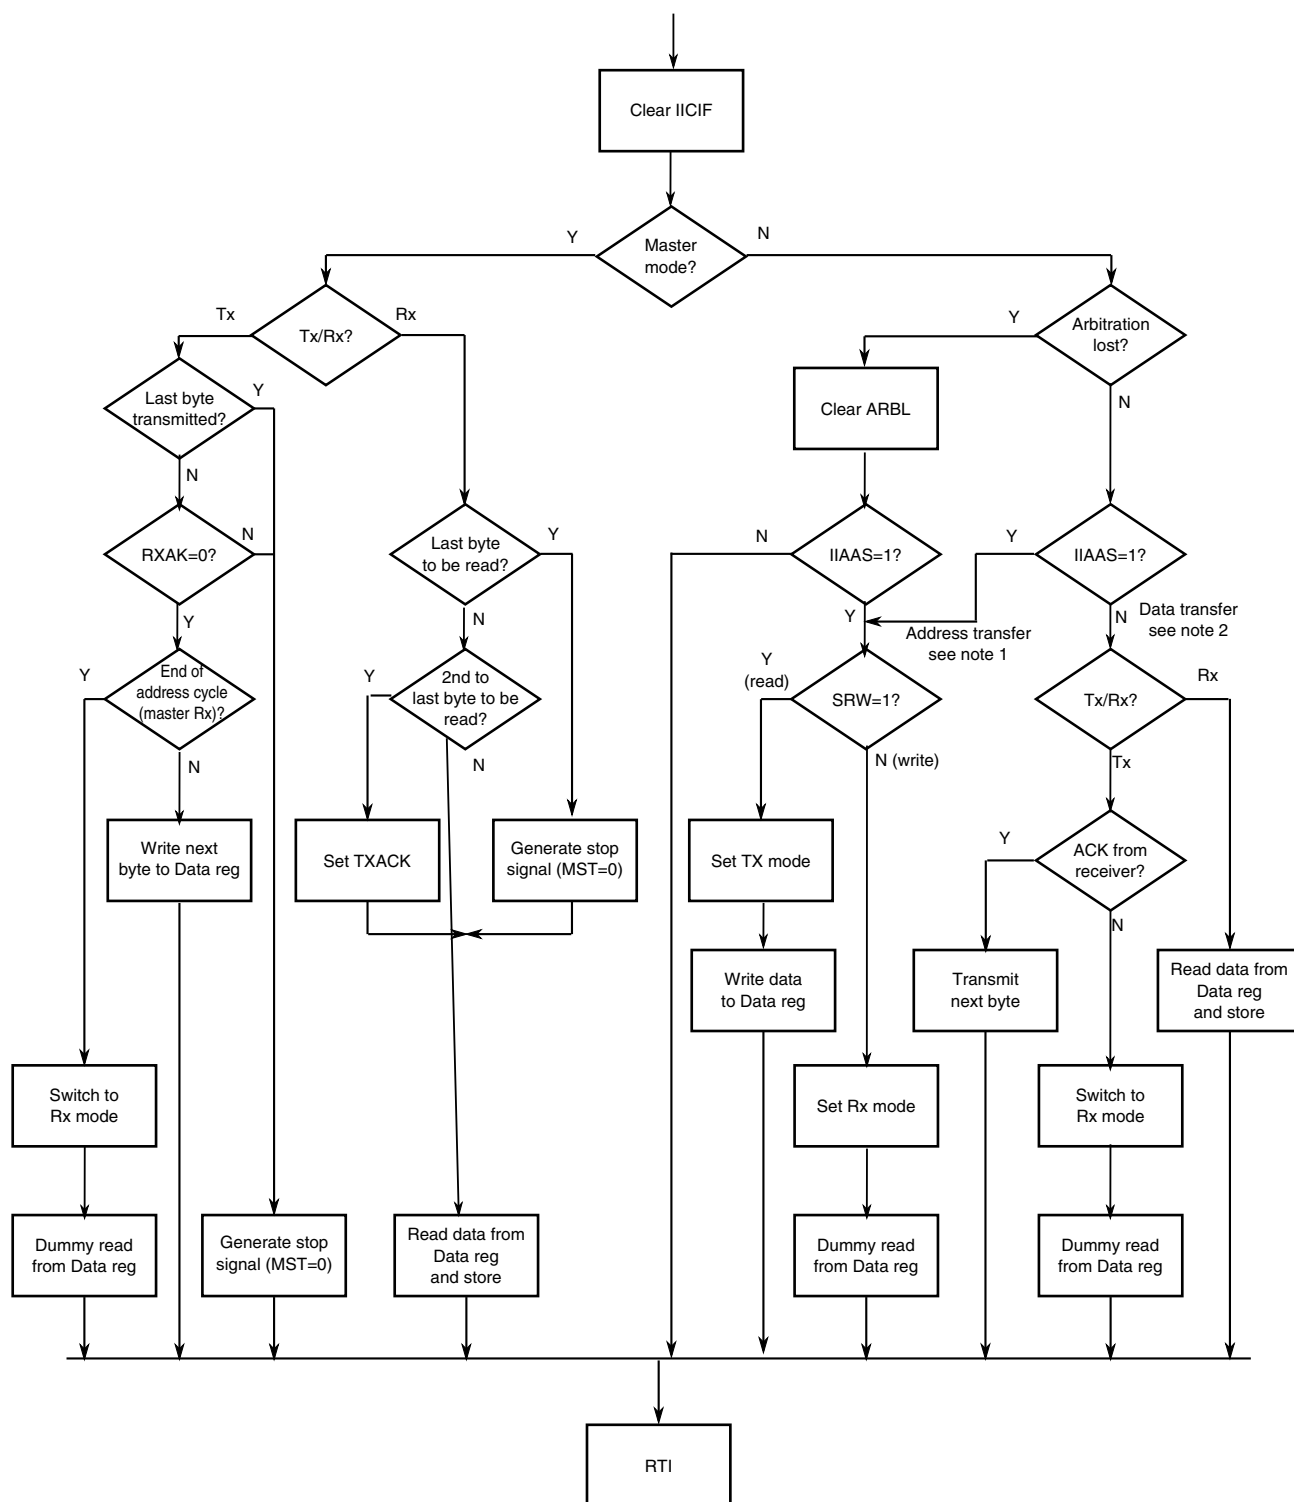 Clear IICIF
Master
mode?
Y
N
Tx/Rx?
Tx
Rx
Arbitration
lost?
Y
N
Last byte
transmitted?
Y
N
Clear ARBL
RXAK=0?
N
Y
Last byte
to be read?
Y
N
IIAAS=1?
N
Y
IIAAS=1?
Y
N
Address transfer
see note 1
Data transfer
see note 2
End of
address cycle
(master Rx)?
Y
N
2nd to
last byte to be
read?
Y
N
SRW=1?
Y
(read)
N (write)
Tx/Rx?
Rx
Tx
Write next
byte to Data reg
Set TXACK
Generate stop
signal (MST=0)
Set TX mode
ACK from
receiver?
Y
N
Write data
to Data reg
Transmit
next byte
Read data from
Data reg
and store
Switch to
Rx mode
Set Rx mode
Switch to
Rx mode
Dummy read
from Data reg
Generate stop
signal (MST=0)
Read data from
Data reg
and store
Dummy read
from Data reg
Dummy read
from Data reg
RTI